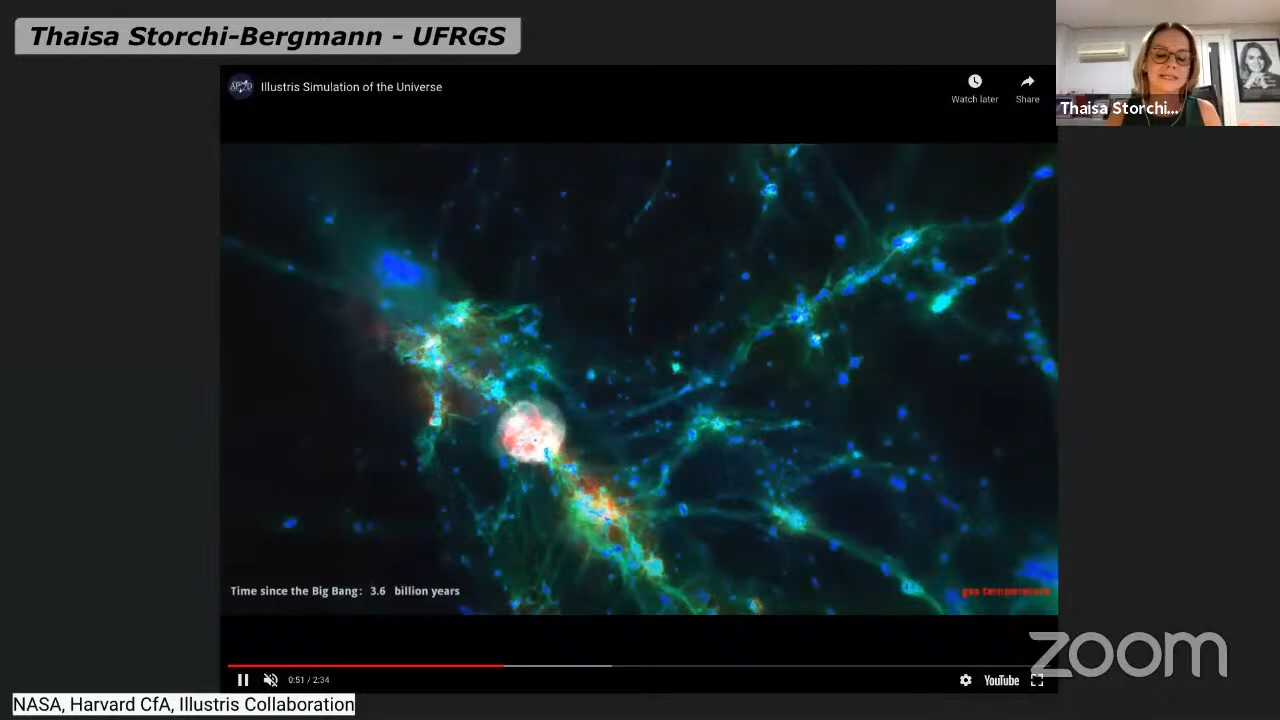 Thaisa Storchi-Bergmann - UFRGS
Thaisa Storchi...
APOD
Illustris Simulation of the Universe
Watch later
Share
Time since the Big Bang: 3.6 billion years
gas temperature
0:51 / 2:34
YouTube
zoom
NASA, Harvard CfA, Illustris Collaboration